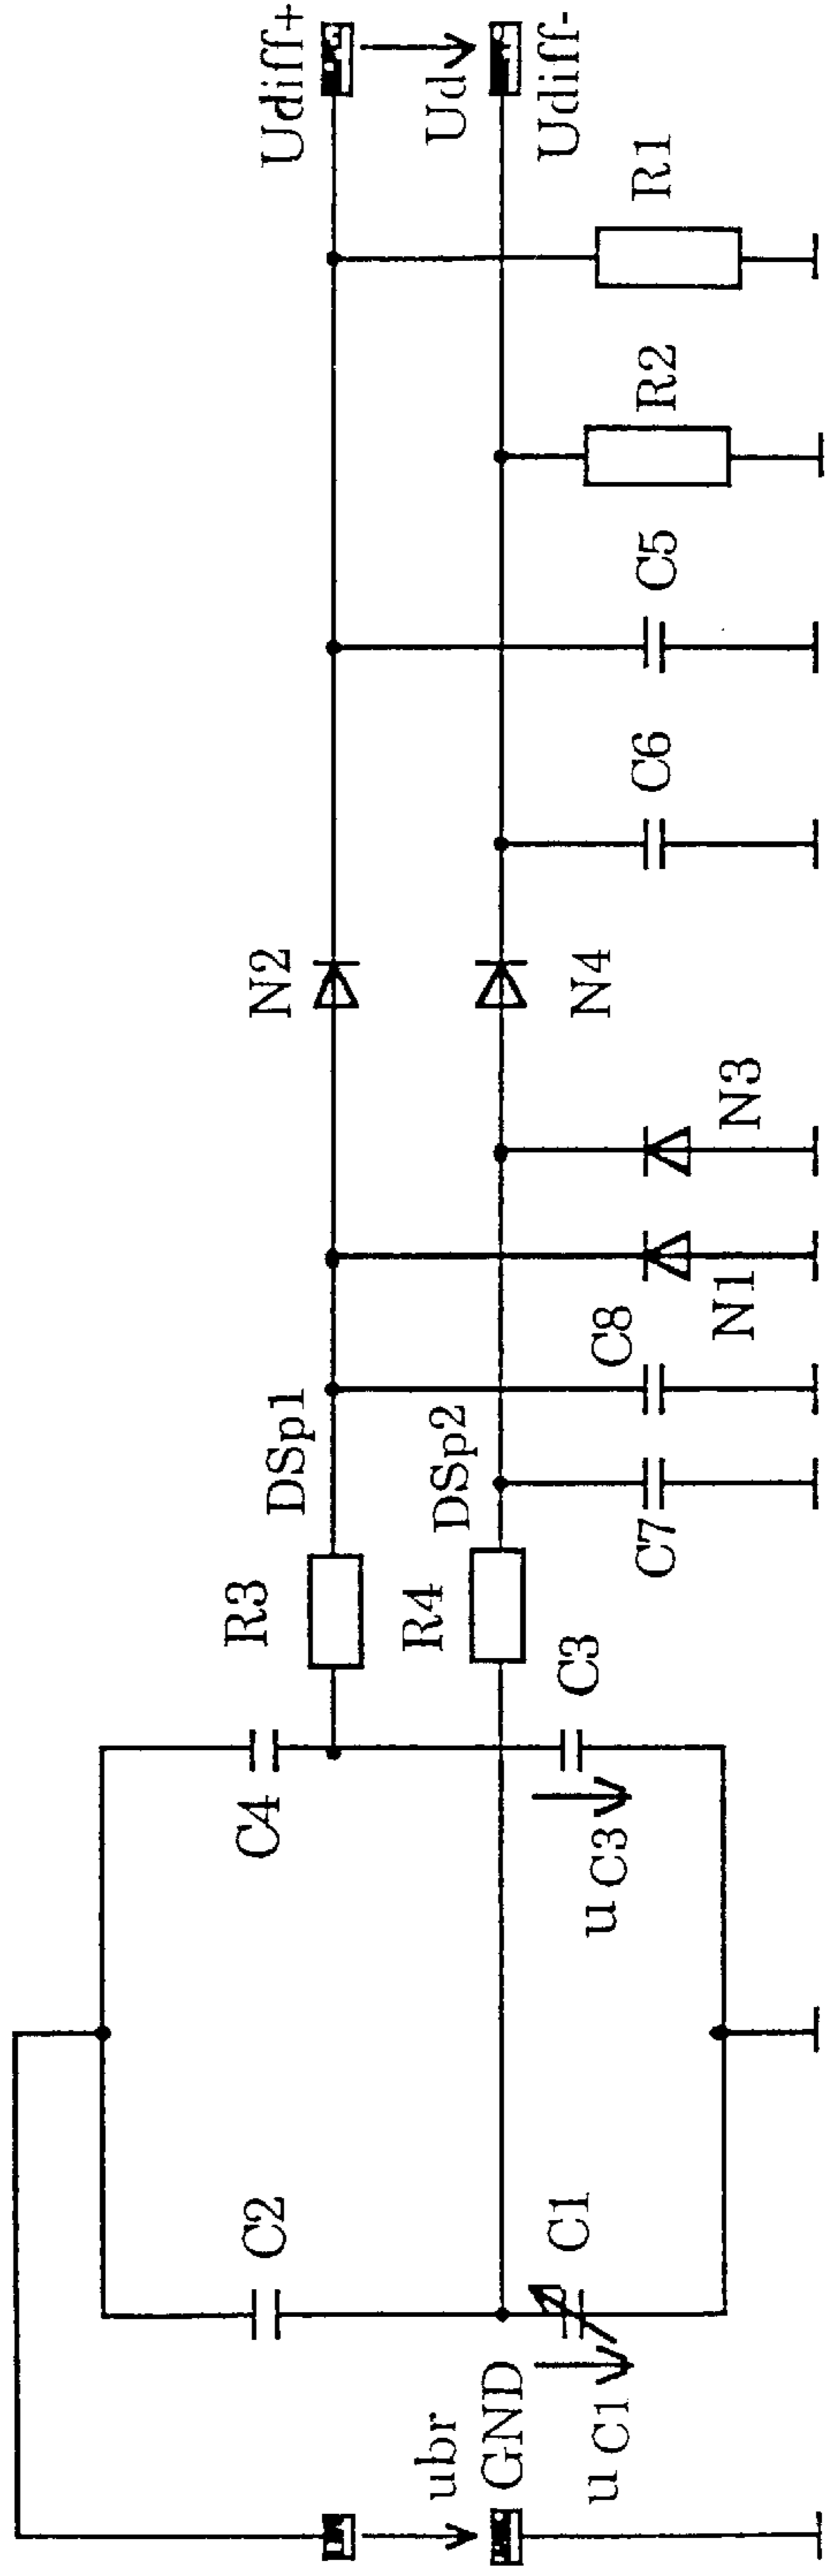 ubr
GND
C2
C1
u C1
C4
C3
u C3
R3
R4
DSp1
DSp2
C7
C8
N1
N3
N2
N4
C6
C5
R2
R1
Udiff+
Ud
Udiff-